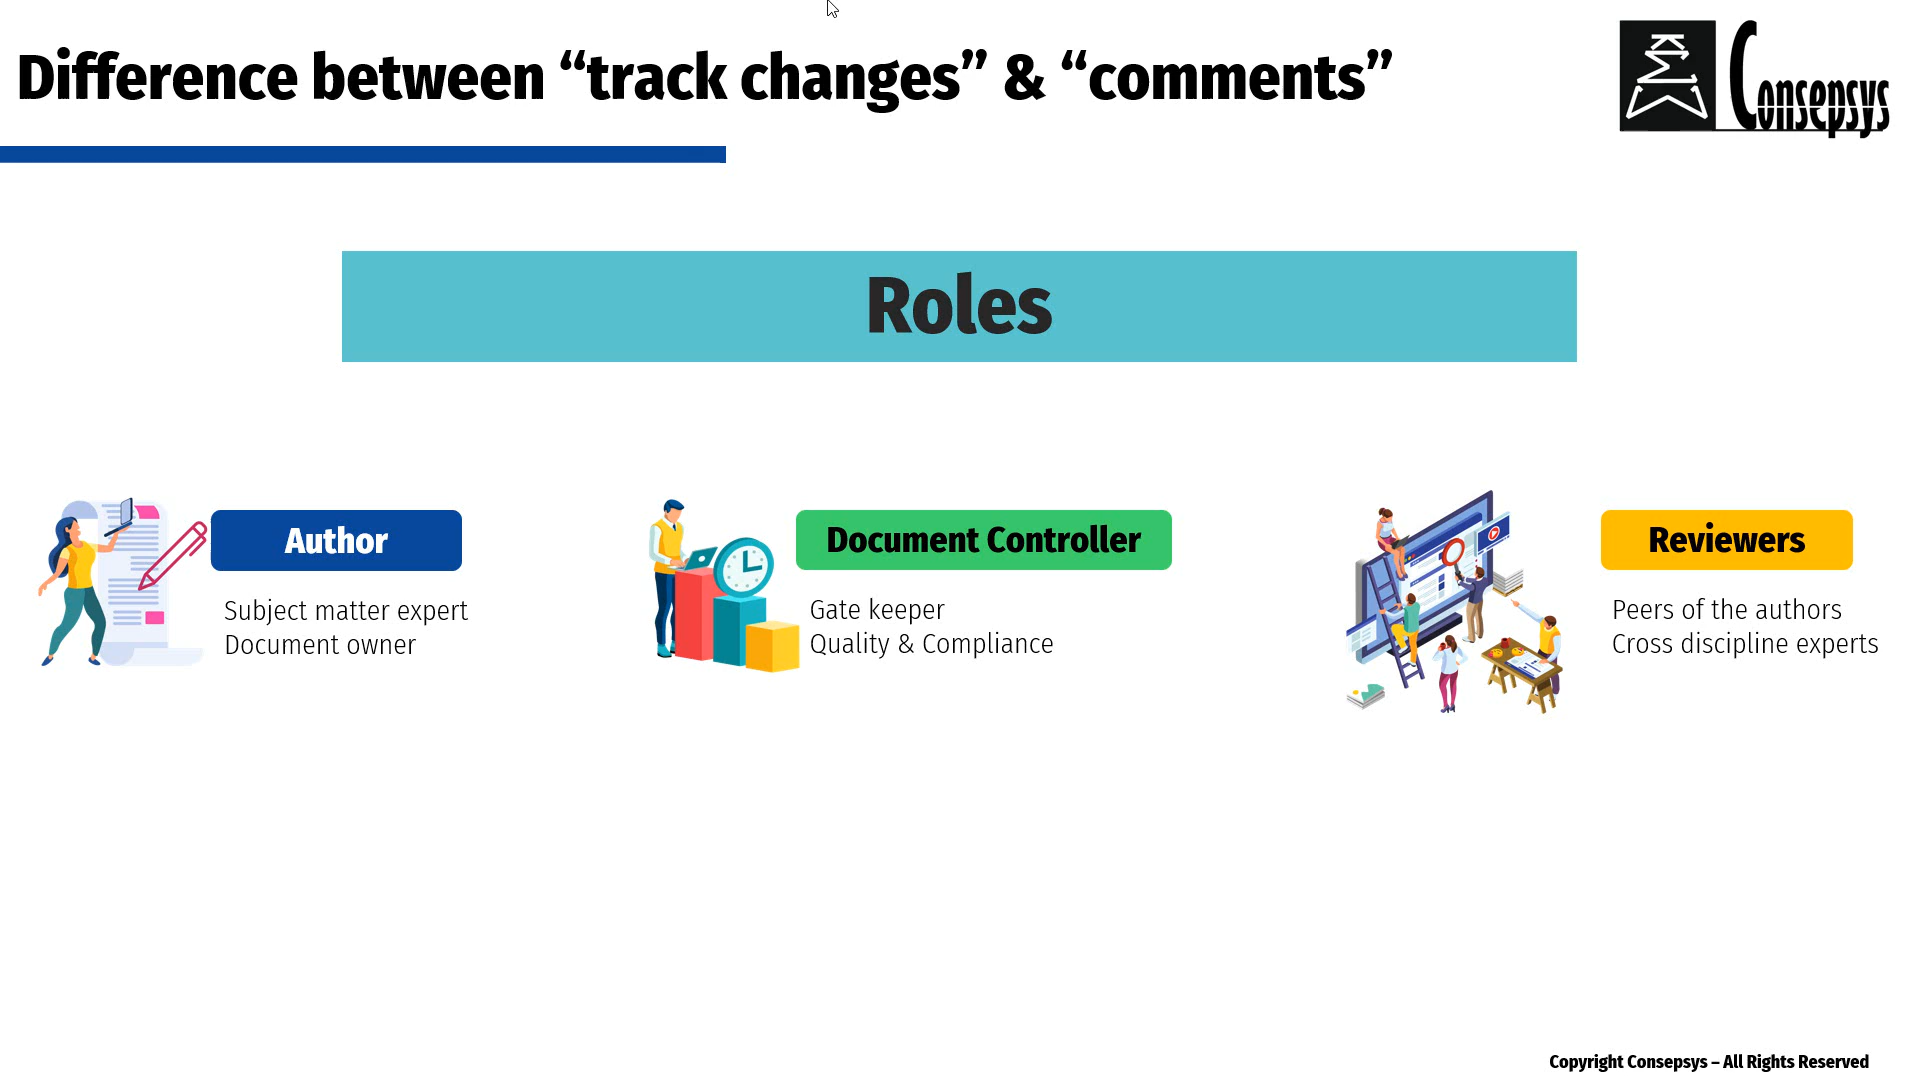 Difference between “track changes” & “comments”
Consepsys
Roles
Author
Subject matter expert
Document owner
Document Controller
Gate keeper
Quality & Compliance
Reviewers
Peers of the authors
Cross discipline experts
Copyright Consepsys – All Rights Reserved